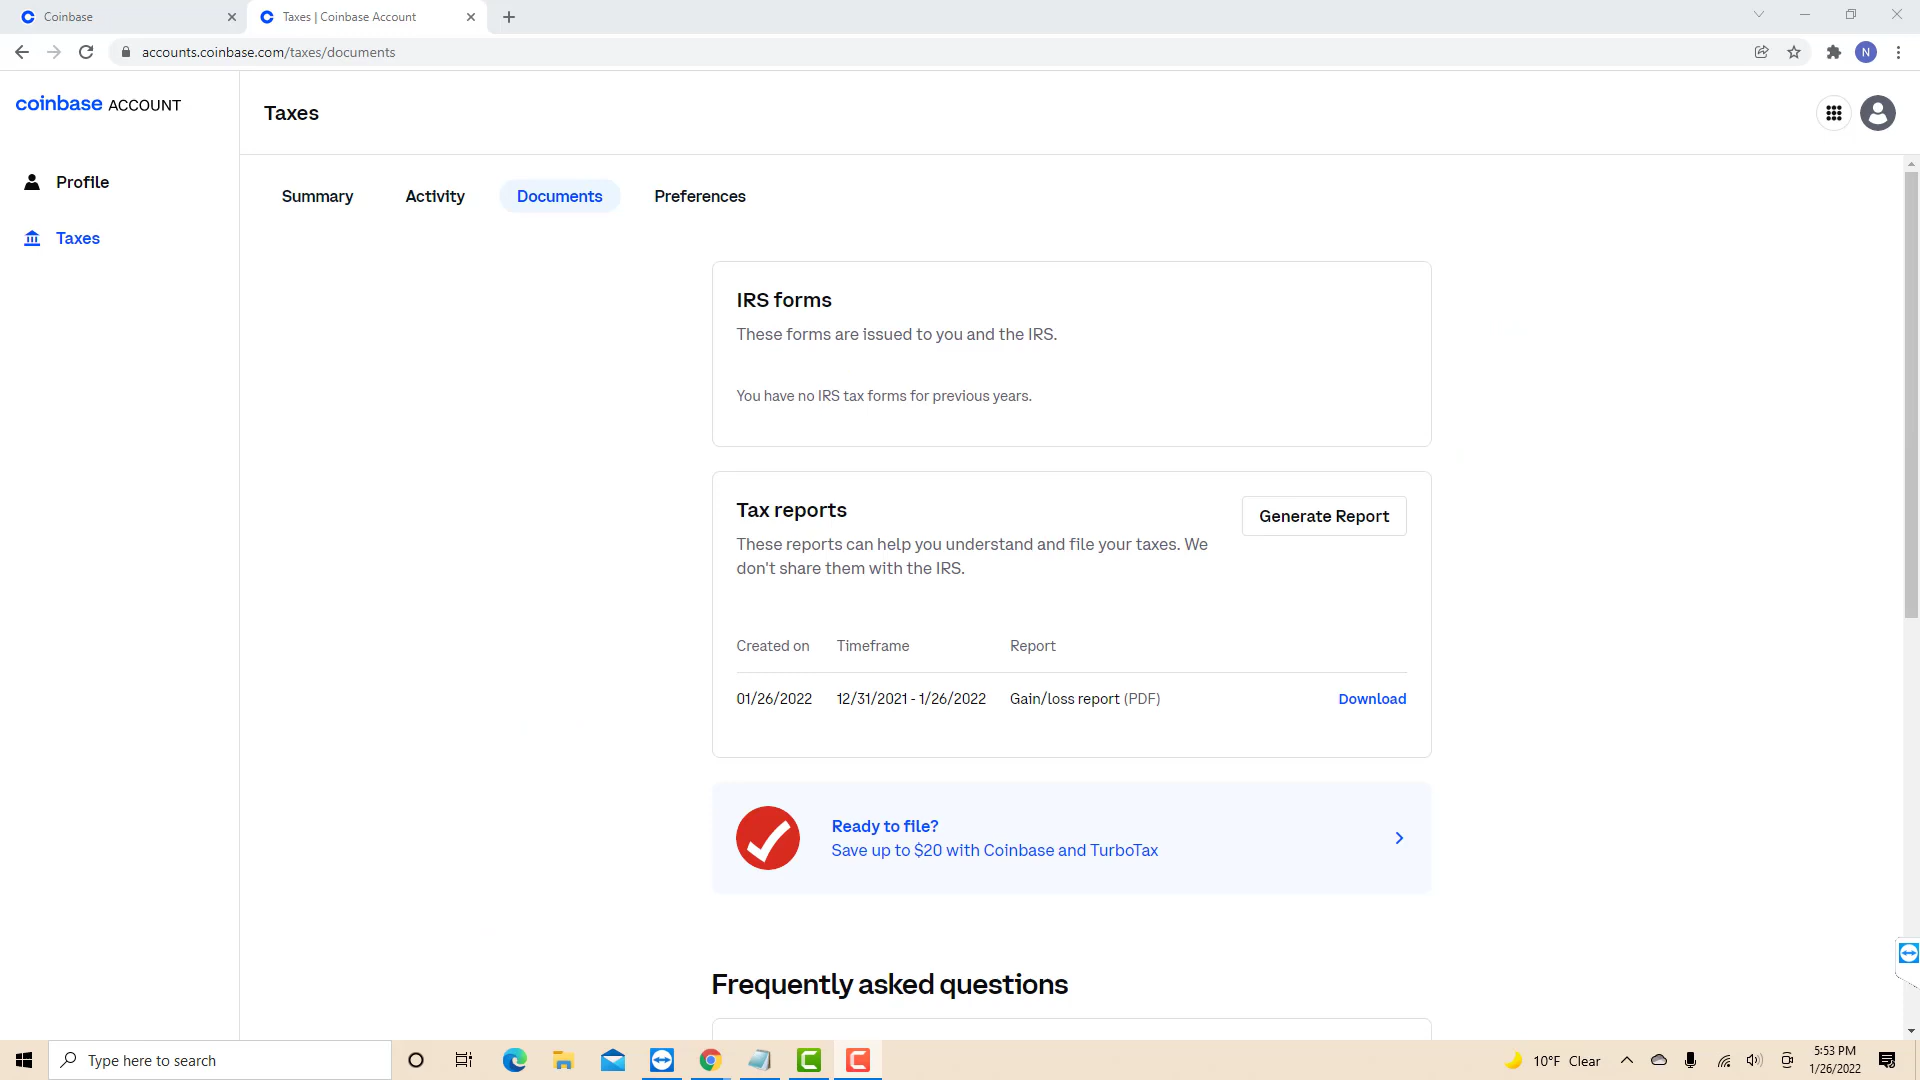 Coinbase
Taxes | Coinbase Account
accounts.coinbase.com/taxes/documents
N
coinbase ACCOUNT
Taxes
Profile
Taxes
Summary
Activity
Documents
Preferences
IRS forms
These forms are issued to you and the IRS.
You have no IRS tax forms for previous years.
Tax reports
Generate Report
These reports can help you understand and file your taxes. We
don't share them with the IRS.
Created on
Timeframe
Report
01/26/2022
12/31/2021 - 1/26/2022
Gain/loss report (PDF)
Download
Ready to file?
Save up to $20 with Coinbase and TurboTax
Frequently asked questions
Type here to search
10°F Clear
5:53 PM
1/26/2022